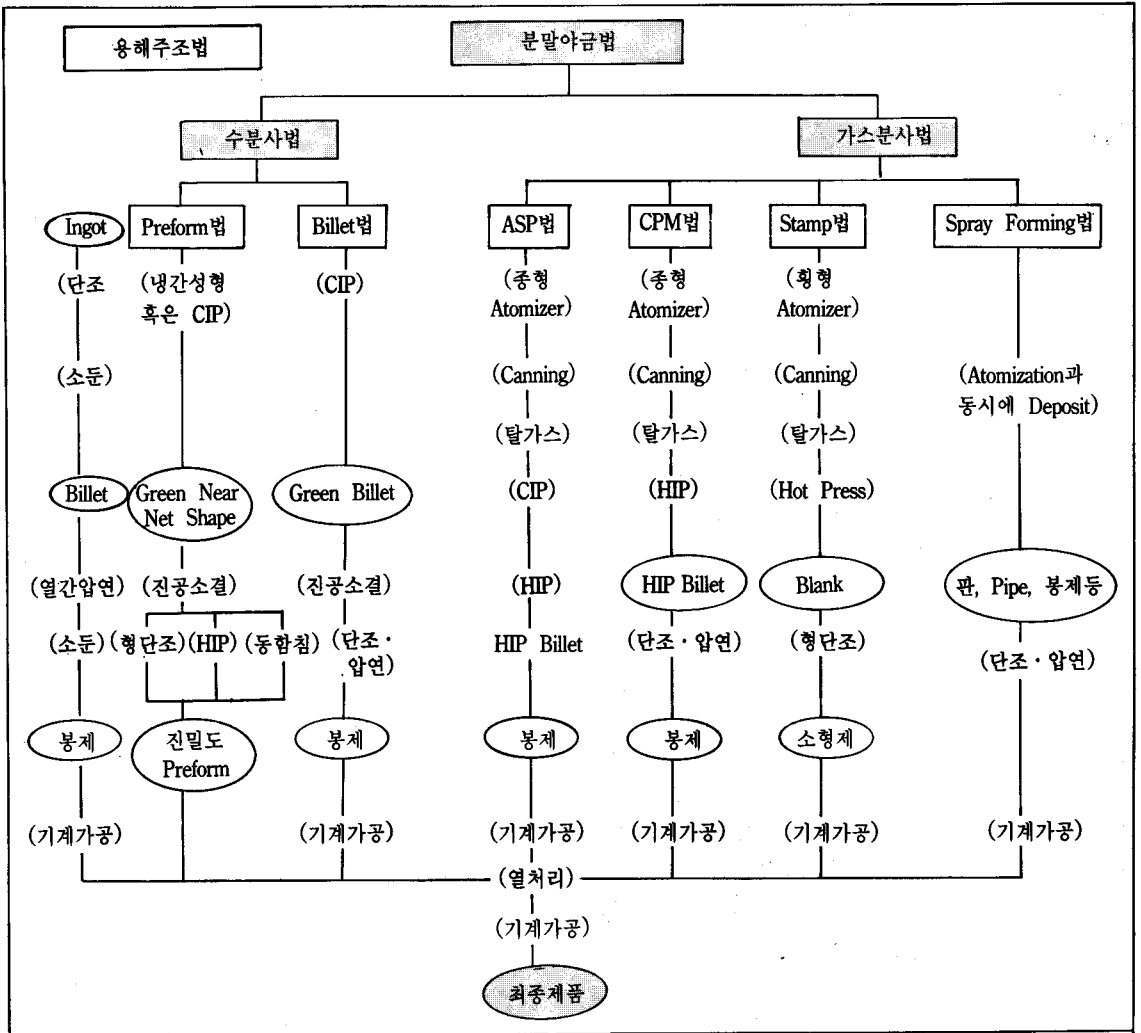 용해주조법
분말야금법
수분사법
가스분사법
Ingot
Preform법
Billet법
ASP법
CPM법
Stamp법
Spray Forming법
(단조
(냉간성형
혹은 CIP)
(CIP)
(종형
Atomizer)
(종형
Atomizer)
(횡형
Atomizer)
(소둔)
(Canning)
(Canning)
(Canning)
(Atomization과
동시에 Deposit)
(탈가스)
(탈가스)
(탈가스)
Billet
Green Near
Net Shape
Green Billet
(CIP)
(HIP)
(Hot Press)
(열간압연)
(진공소결)
(진공소결)
(HIP)
HIP Billet
Blank
판, Pipe, 봉제등
(소둔)
(형단조)
(HIP)
(동함침)
(단조·
압연)
HIP Billet
(단조·압연)
(형단조)
(단조·압연)
봉제
진밀도
Preform
봉제
봉제
봉제
소형제
(기계가공)
(기계가공)
(기계가공)
(기계가공)
(기계가공)
(기계가공)
(열처리)
(기계가공)
최종제품